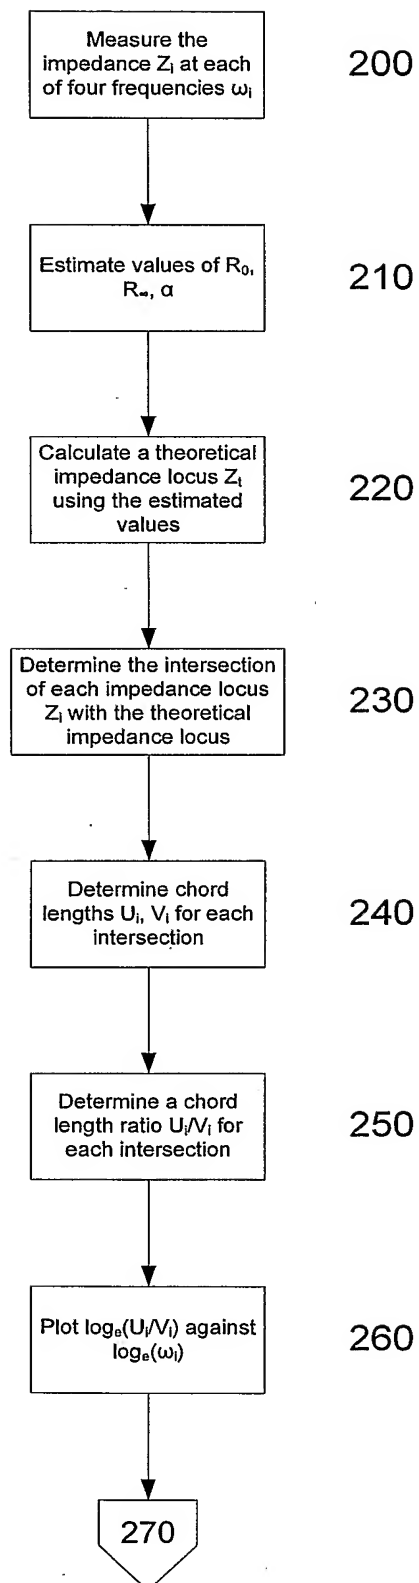 Measure the
impedance Zᵢ at each
of four frequencies ωᵢ
200
Estimate values of R₀,
R∞, α
210
Calculate a theoretical
impedance locus Zₜ
using the estimated
values
220
Determine the intersection
of each impedance locus
Zᵢ with the theoretical
impedance locus
230
Determine chord
lengths Uᵢ, Vᵢ for each
intersection
240
Determine a chord
length ratio Uᵢ/Vᵢ for
each intersection
250
Plot logₑ(Uᵢ/Vᵢ) against
logₑ(ωᵢ)
260
270